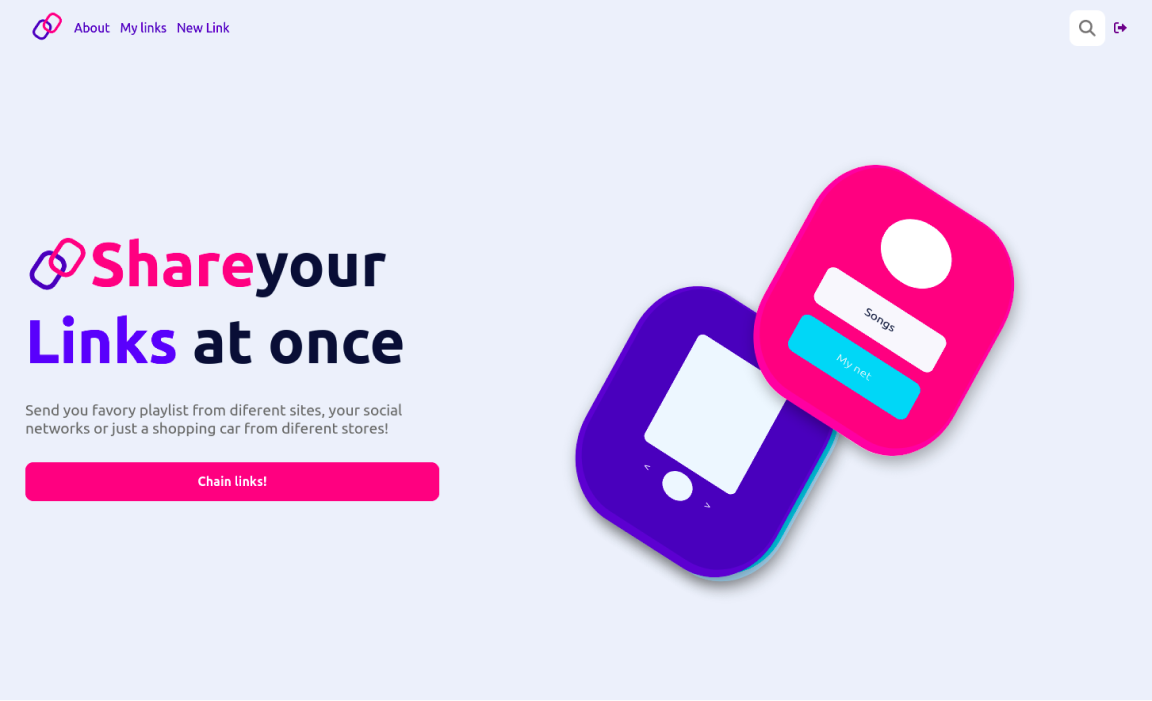 About My links New Link
Shareyour
Links at once
Send you favory playlist from diferent sites, your social
networks or just a shopping car from diferent stores!
Chain links!
Songs
My net
< >